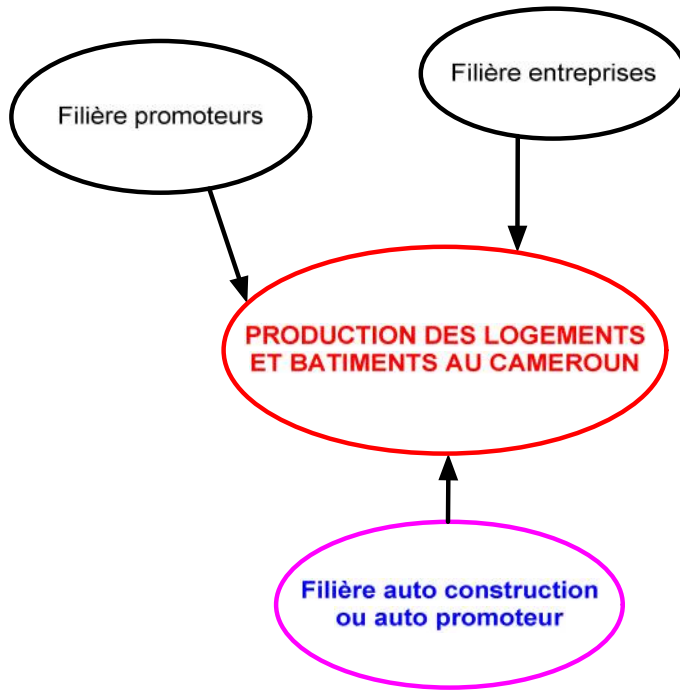 Filière promoteurs
Filière entreprises
PRODUCTION DES LOGEMENTS
ET BATIMENTS AU CAMEROUN
Filière auto construction
ou auto promoteur